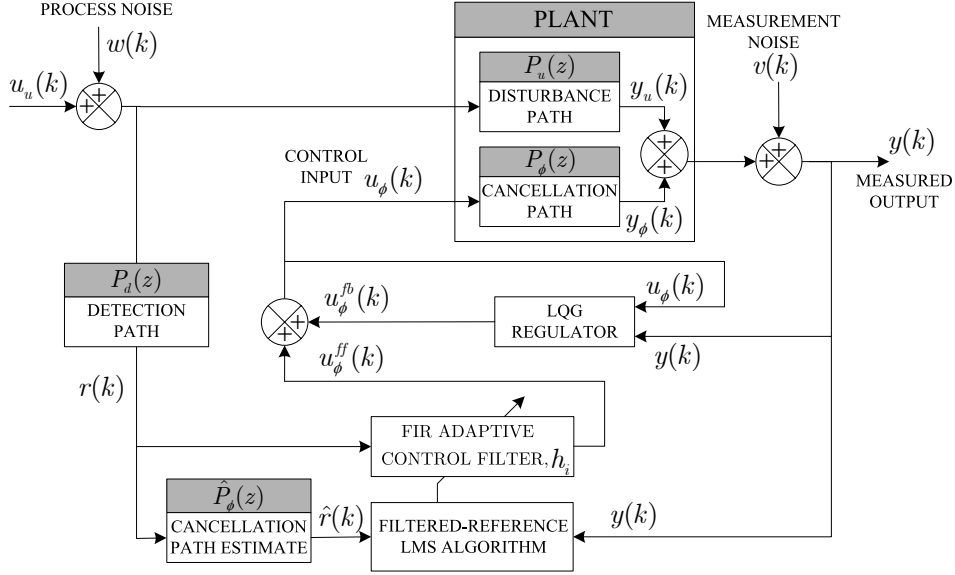 PROCESS NOISE
w(k)
u_u(k)
+
+
PLANT
P_u(z)
DISTURBANCE
PATH
y_u(k)
P_ϕ(z)
CANCELLATION
PATH
y_ϕ(k)
+
+
MEASUREMENT
NOISE
v(k)
+
+
y(k)
MEASURED
OUTPUT
CONTROL
INPUT
u_ϕ(k)
P_d(z)
DETECTION
PATH
r(k)
+
+
u_ϕ^{fb}(k)
u_ϕ^{ff}(k)
LQG
REGULATOR
u_ϕ(k)
y(k)
FIR ADAPTIVE
CONTROL FILTER, h_i
P̂_ϕ(z)
CANCELLATION
PATH ESTIMATE
r̂(k)
FILTERED-REFERENCE
LMS ALGORITHM
y(k)